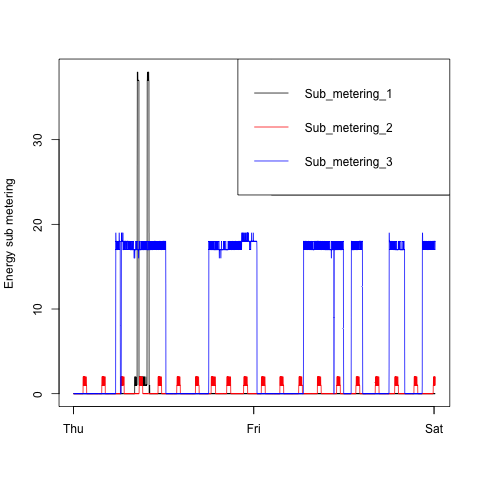 Sub_metering_1
Sub_metering_2
Sub_metering_3
Energy sub metering
30
20
10
0
Thu
Fri
Sat